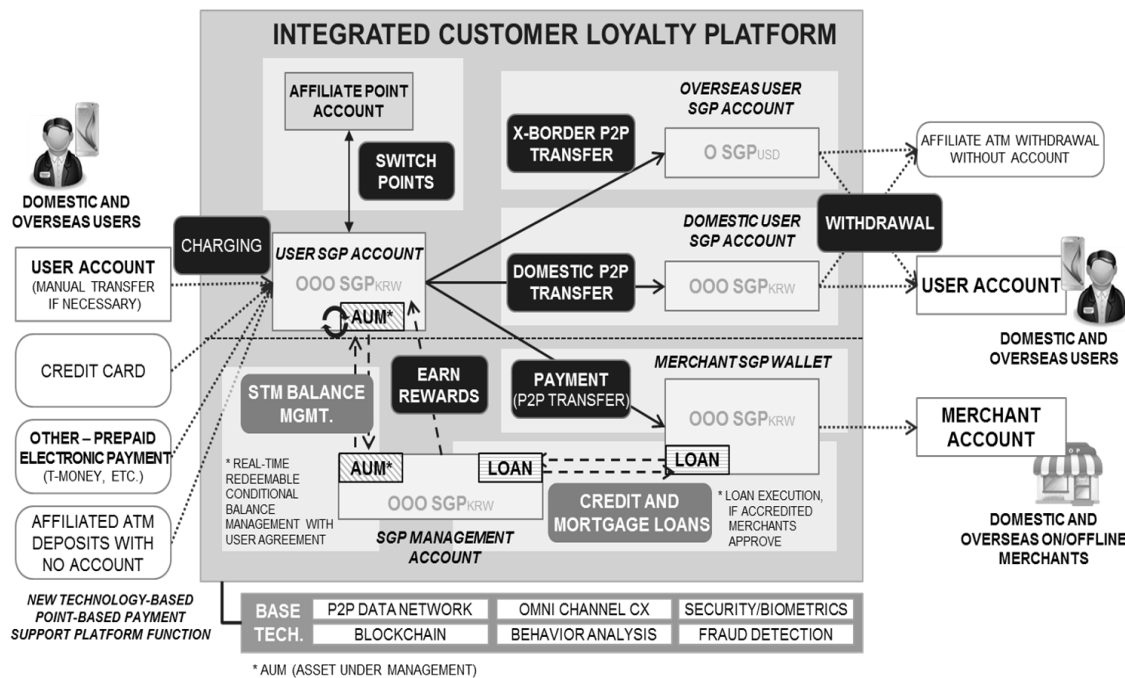 INTEGRATED CUSTOMER LOYALTY PLATFORM
AFFILIATE POINT
ACCOUNT
SWITCH
POINTS
DOMESTIC AND
OVERSEAS USERS
CHARGING
USER ACCOUNT
(MANUAL TRANSFER
IF NECESSARY)
CREDIT CARD
OTHER – PREPAID
ELECTRONIC PAYMENT
(T-MONEY, ETC.)
AFFILIATED ATM
DEPOSITS WITH
NO ACCOUNT
NEW TECHNOLOGY-BASED
POINT-BASED PAYMENT
SUPPORT PLATFORM FUNCTION
USER SGP ACCOUNT
OOO SGPKRW
AUM*
STM BALANCE
MGMT.
EARN
REWARDS
* REAL-TIME
REDEEMABLE
CONDITIONAL
BALANCE
MANAGEMENT WITH
USER AGREEMENT
AUM*
LOAN
OOO SGPKRW
SGP MANAGEMENT
ACCOUNT
X-BORDER P2P
TRANSFER
OVERSEAS USER
SGP ACCOUNT
O SGPUSD
DOMESTIC P2P
TRANSFER
DOMESTIC USER
SGP ACCOUNT
OOO SGPKRW
PAYMENT
(P2P TRANSFER)
MERCHANT SGP WALLET
OOO SGPKRW
LOAN
CREDIT AND
MORTGAGE LOANS
* LOAN EXECUTION,
IF ACCREDITED
MERCHANTS
APPROVE
WITHDRAWAL
AFFILIATE ATM WITHDRAWAL
WITHOUT ACCOUNT
USER ACCOUNT
DOMESTIC AND
OVERSEAS USERS
MERCHANT
ACCOUNT
DOMESTIC AND
OVERSEAS ON/OFFLINE
MERCHANTS
BASE
TECH.
P2P DATA NETWORK
OMNI CHANNEL CX
SECURITY/BIOMETRICS
BLOCKCHAIN
BEHAVIOR ANALYSIS
FRAUD DETECTION
* AUM (ASSET UNDER MANAGEMENT)